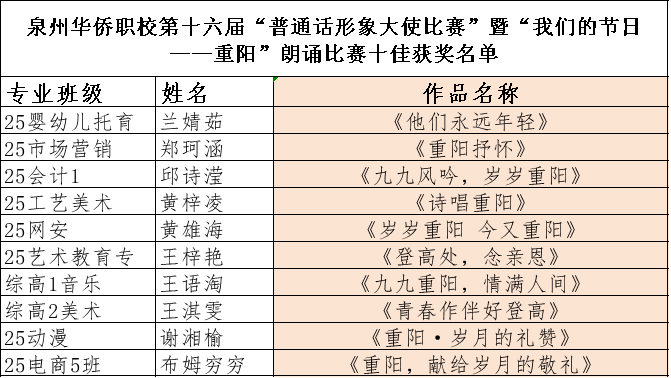 泉州华侨职校第十六届“普通话形象大使比赛”暨“我们的节日
——重阳”朗诵比赛十佳获奖名单
专业班级 姓名 作品名称
25婴幼儿托育 兰婧茹 《他们永远年轻》
25市场营销 郑珂涵 《重阳抒怀》
25会计1 邱诗滢 《九九风吟，岁岁重阳》
25工艺美术 黄梓凌 《诗唱重阳》
25网安 黄雄海 《岁岁重阳 今又重阳》
25艺术教育专 王梓艳 《登高处，念亲恩》
综高1音乐 王语淘 《九九重阳，情满人间》
综高2美术 王淇雯 《青春作伴好登高》
25动漫 谢湘榆 《重阳·岁月的礼赞》
25电商5班 布姆穷穷 《重阳，献给岁月的敬礼》